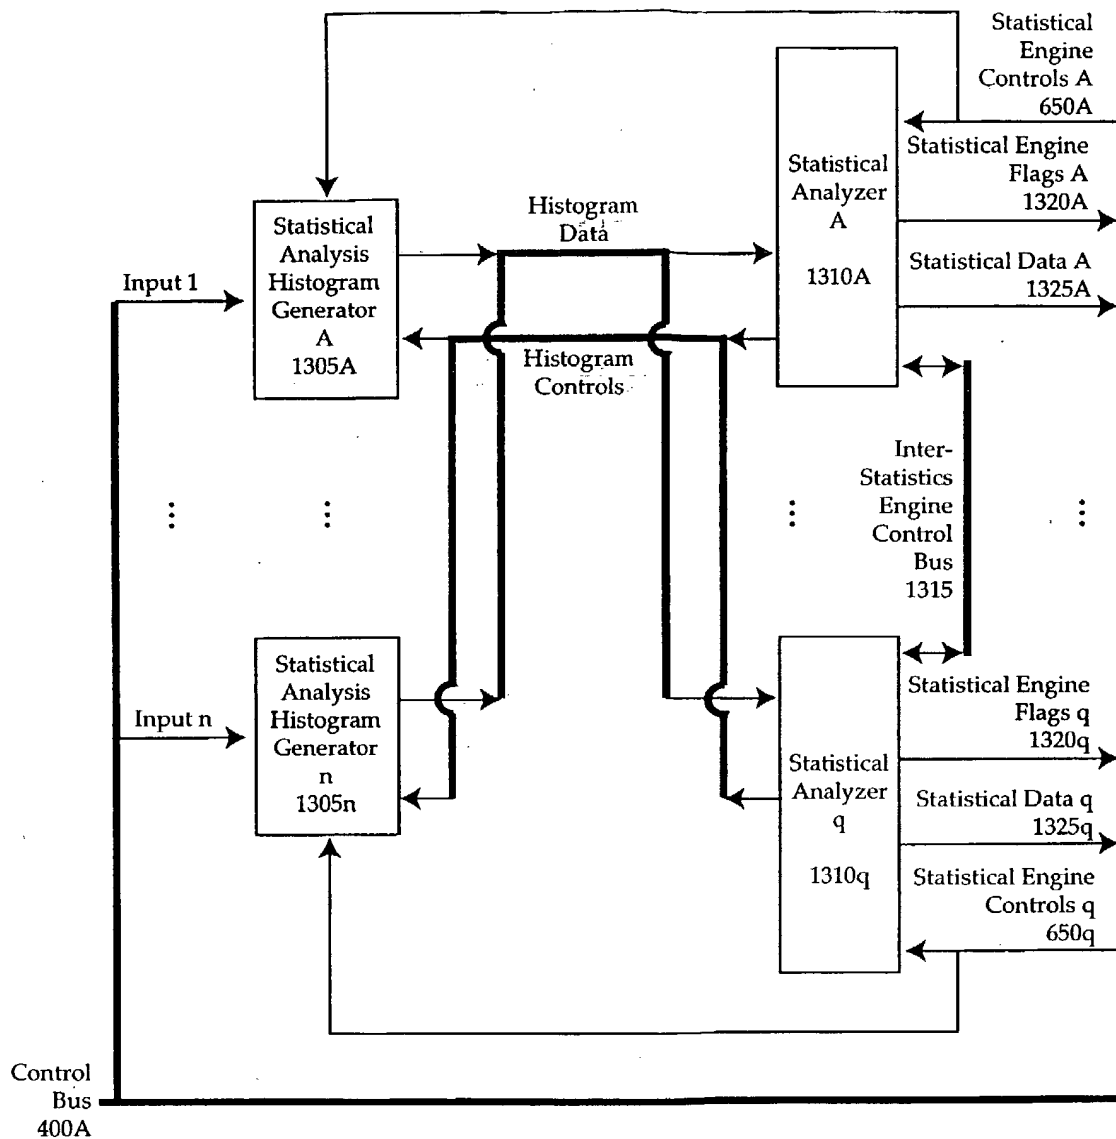 Statistical
Engine
Controls A
650A
Statistical Engine
Flags A
1320A
Statistical Data A
1325A
Statistical
Analyzer
A
1310A
Histogram
Data
Statistical
Analysis
Histogram
Generator
A
1305A
Input 1
Histogram
Controls
Inter-
Statistics
Engine
Control
Bus
1315
Statistical
Analysis
Histogram
Generator
n
1305n
Input n
Statistical
Analyzer
q
1310q
Statistical Engine
Flags q
1320q
Statistical Data q
1325q
Statistical Engine
Controls q
650q
Control
Bus
400A